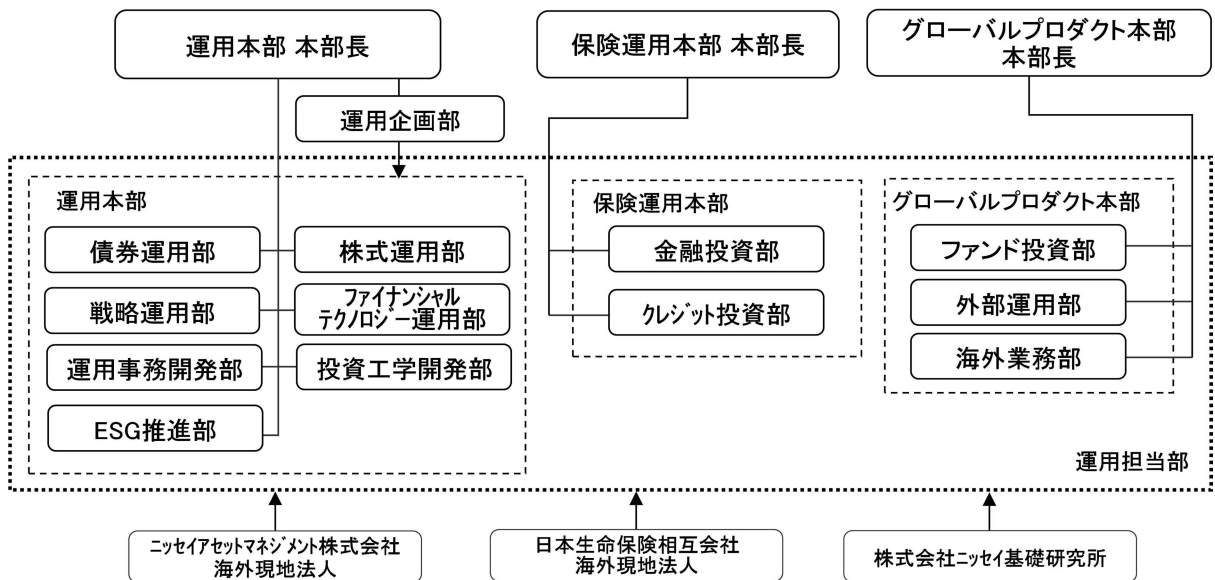 運用本部 本部長
保険運用本部 本部長
グローバルプロダクト本部
本部長
運用企画部
運用本部
債券運用部
株式運用部
戦略運用部
ファイナンシャル
テクノロジー運用部
運用事務開発部
投資工学開発部
ESG推進部
保険運用本部
金融投資部
クレジット投資部
グローバルプロダクト本部
ファンド投資部
外部運用部
海外業務部
運用担当部
ニッセイアセットマネジメント株式会社
海外現地法人
日本生命保険相互会社
海外現地法人
株式会社ニッセイ基礎研究所